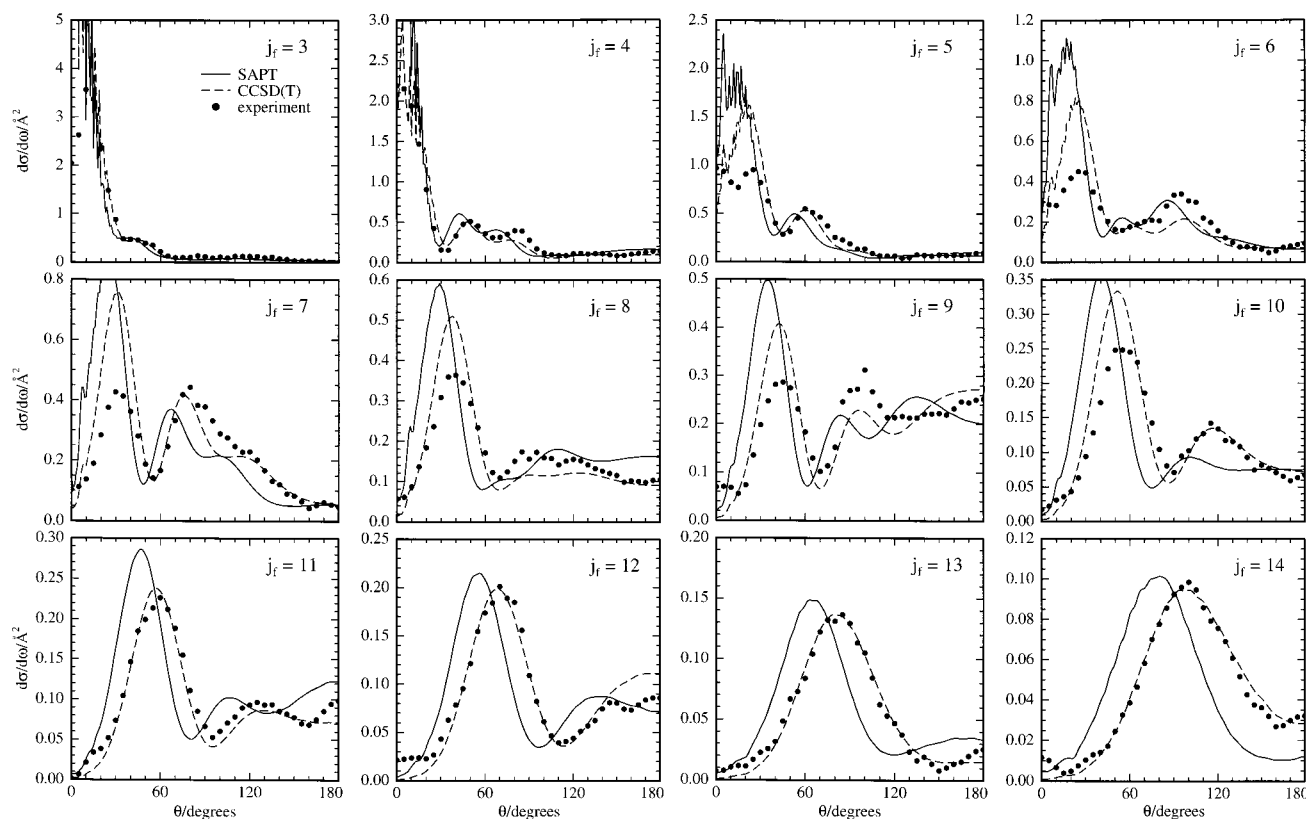 j_f = 3
SAPT
CCSD(T)
experiment
dσ/dω/Å²
5
4
3
2
1
0
j_f = 4
3.0
2.5
2.0
1.5
1.0
0.5
0.0
j_f = 5
2.5
2.0
1.5
1.0
0.5
0.0
j_f = 6
1.2
1.0
0.8
0.6
0.4
0.2
0.0
j_f = 7
dσ/dω/Å²
0.8
0.6
0.4
0.2
0.0
j_f = 8
0.6
0.5
0.4
0.3
0.2
0.1
0.0
j_f = 9
0.5
0.4
0.3
0.2
0.1
0.0
j_f = 10
0.35
0.30
0.25
0.20
0.15
0.10
0.05
0.00
j_f = 11
dσ/dω/Å²
0.30
0.25
0.20
0.15
0.10
0.05
0.00
0 60 120 180
θ/degrees
j_f = 12
0.25
0.20
0.15
0.10
0.05
0.00
0 60 120 180
θ/degrees
j_f = 13
0.20
0.15
0.10
0.05
0.00
0 60 120 180
θ/degrees
j_f = 14
0.12
0.10
0.08
0.06
0.04
0.02
0.00
0 60 120 180
θ/degrees